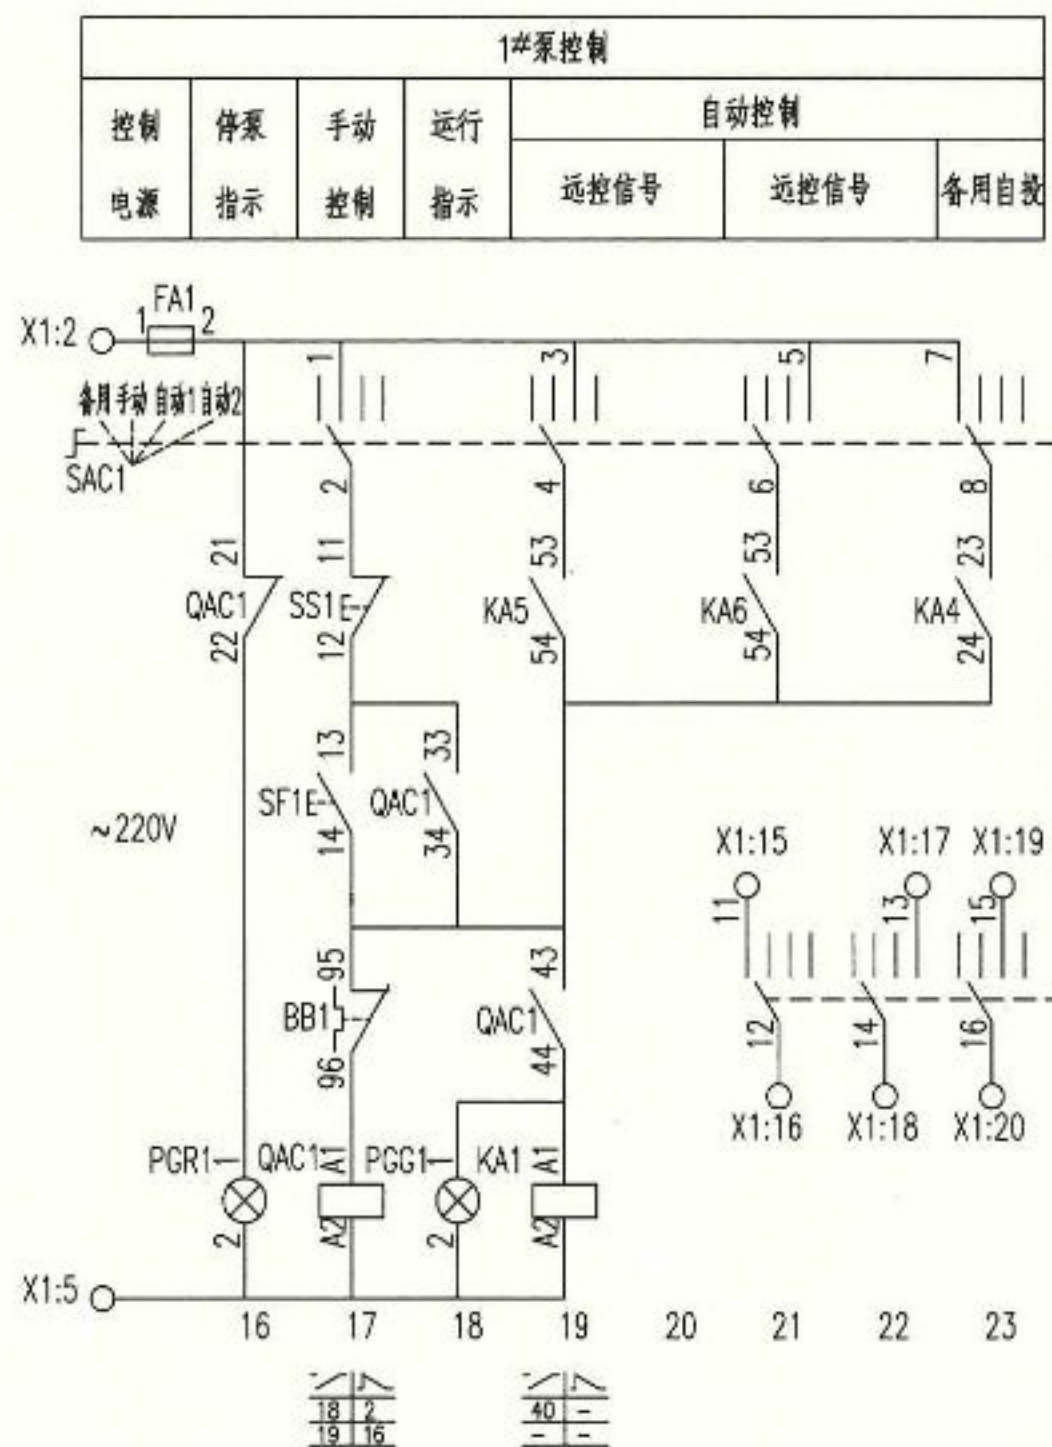 1#泵控制
控制
电源
停泵
指示
手动
控制
运行
指示
自动控制
远控信号
远控信号
备用自投
FA1
X1:2
1
2
1
3
5
7
备用 手动 自动1 自动2
SAC1
2
4
6
8
21
11
53
53
23
QAC1
SS1
KA5
KA6
KA4
22
12
54
54
24
13
33
SF1
QAC1
14
34
~220V
X1:15
X1:17
X1:19
11
13
15
95
43
BB1
QAC1
96
44
12
14
16
X1:16
X1:18
X1:20
PGR1
1
QAC1
A1
PGG1
1
KA1
A1
2
A2
2
A2
X1:5
16
17
18
19
20
21
22
23
18 2
19 16
40 -
- -